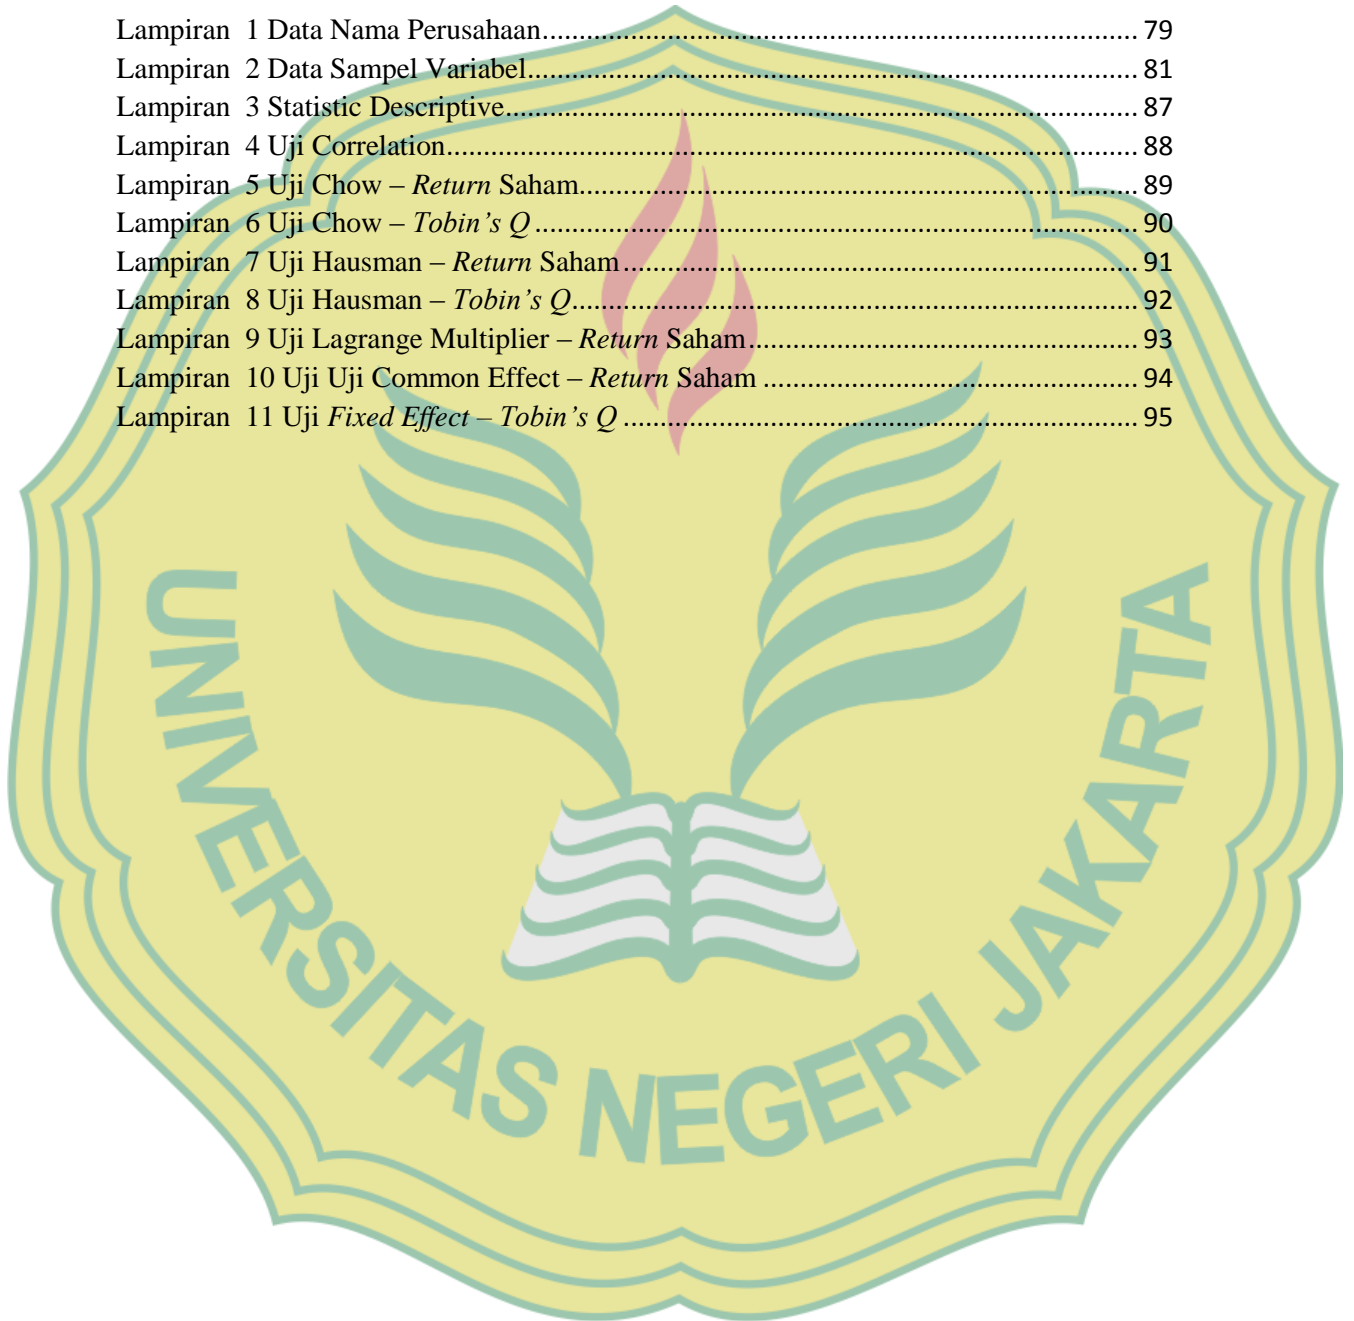 Lampiran  1 Data Nama Perusahaan........................................................................ 79
Lampiran  2 Data Sampel Variabel.......................................................................... 81
Lampiran  3 Statistic Descriptive............................................................................. 87
Lampiran  4 Uji Correlation..................................................................................... 88
Lampiran  5 Uji Chow – Return Saham................................................................... 89
Lampiran  6 Uji Chow – Tobin’s Q ......................................................................... 90
Lampiran  7 Uji Hausman – Return Saham ............................................................. 91
Lampiran  8 Uji Hausman – Tobin’s Q.................................................................... 92
Lampiran  9 Uji Lagrange Multiplier – Return Saham ............................................ 93
Lampiran  10 Uji Uji Common Effect – Return Saham .......................................... 94
Lampiran  11 Uji Fixed Effect – Tobin’s Q ............................................................. 95
UNIVERSITAS NEGERI JAKARTA